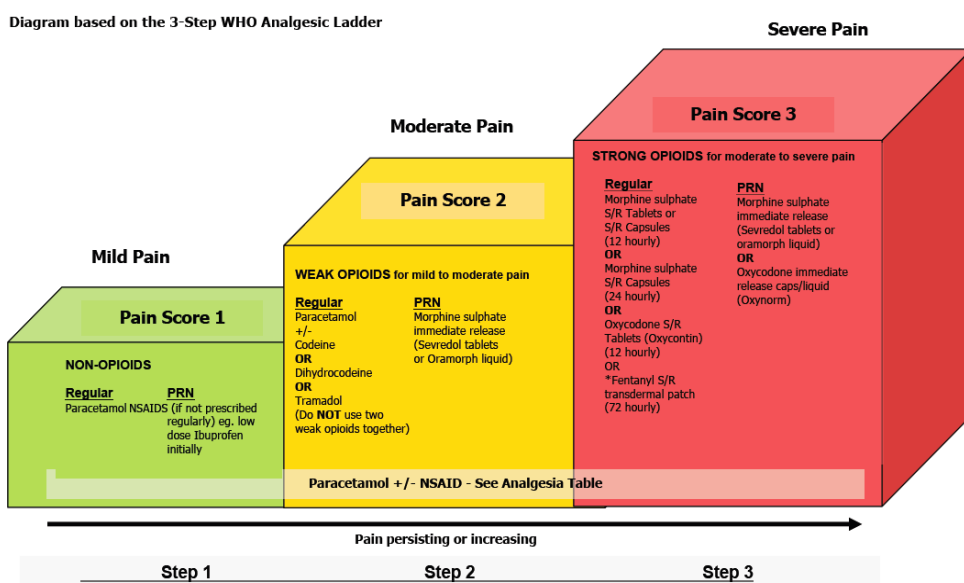 Diagram based on the 3-Step WHO Analgesic Ladder
Mild Pain
Pain Score 1
NON-OPIOIDS
Regular
Paracetamol
PRN
NSAIDS (if not prescribed
regularly) eg. low
dose Ibuprofen
initially
Moderate Pain
Pain Score 2
WEAK OPIOIDS for mild to moderate pain
Regular
Paracetamol
+/-
Codeine
OR
Dihydrocodeine
OR
Tramadol
(Do NOT use two
weak opioids together)
PRN
Morphine sulphate
immediate release
(Sevredol tablets
or Oramorph liquid)
Severe Pain
Pain Score 3
STRONG OPIOIDS for moderate to severe pain
Regular
Morphine sulphate
S/R Tablets or
S/R Capsules
(12 hourly)
OR
Morphine sulphate
S/R Capsules
(24 hourly)
OR
Oxycodone S/R
Tablets (Oxycontin)
(12 hourly)
OR
*Fentanyl S/R
transdermal patch
(72 hourly)
PRN
Morphine sulphate
immediate release
(Sevredol tablets or
oramorph liquid)
OR
Oxycodone immediate
release caps/liquid
(Oxynorm)
Paracetamol +/- NSAID - See Analgesia Table
Pain persisting or increasing
Step 1
Step 2
Step 3